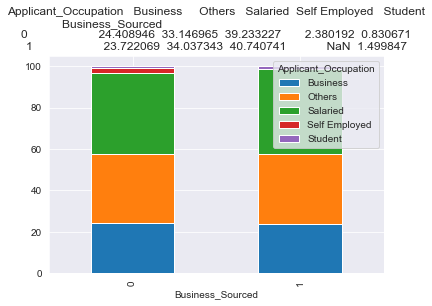 Applicant_Occupation Business Others Salaried Self Employed Student
Business_Sourced
0 24.408946 33.146965 39.233227 2.380192 0.830671
1 23.722069 34.037343 40.740741 NaN 1.499847
100
80
60
40
20
0
Applicant_Occupation
Business
Others
Salaried
Self Employed
Student
0
1
Business_Sourced